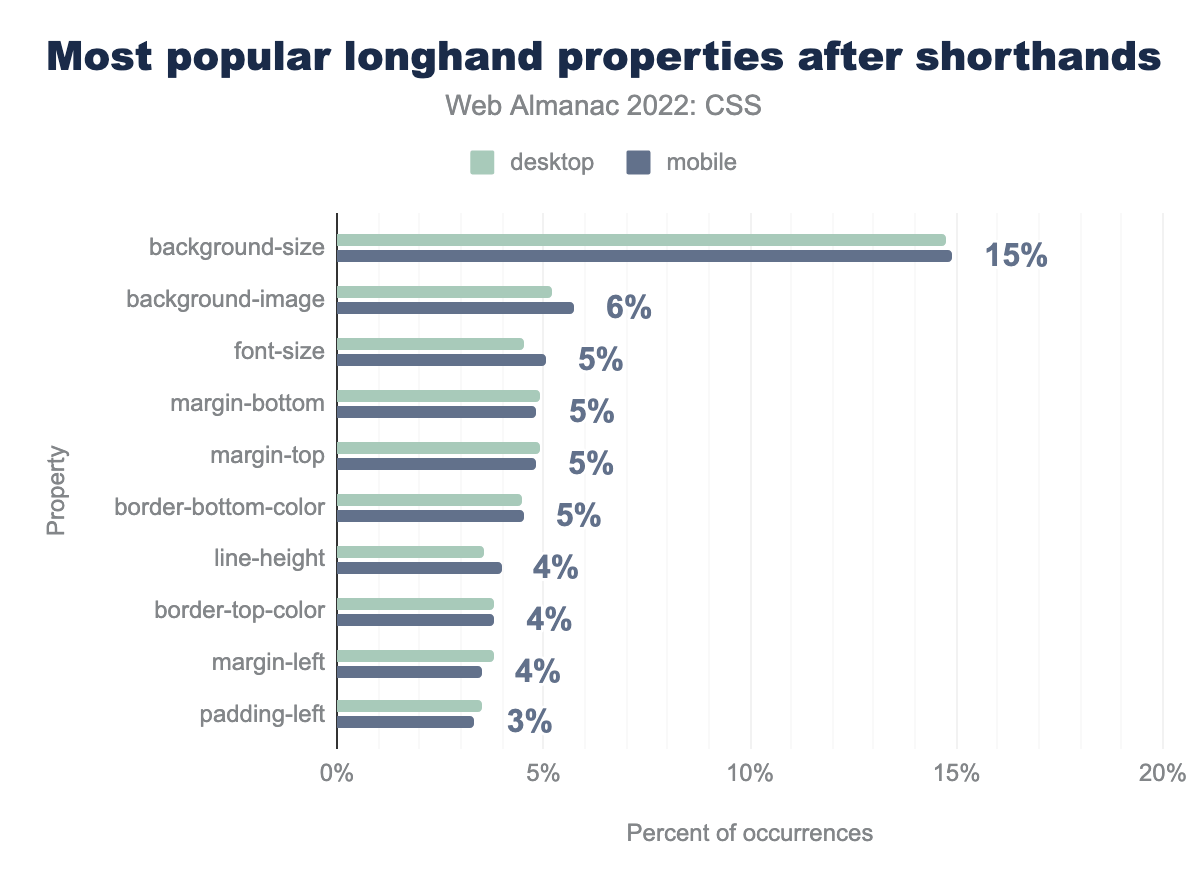 Most popular longhand properties after shorthands
Web Almanac 2022: CSS
desktop mobile
background-size 15%
background-image 6%
font-size 5%
margin-bottom 5%
margin-top 5%
border-bottom-color 5%
line-height 4%
border-top-color 4%
margin-left 4%
padding-left 3%
Property
0% 5% 10% 15% 20%
Percent of occurrences